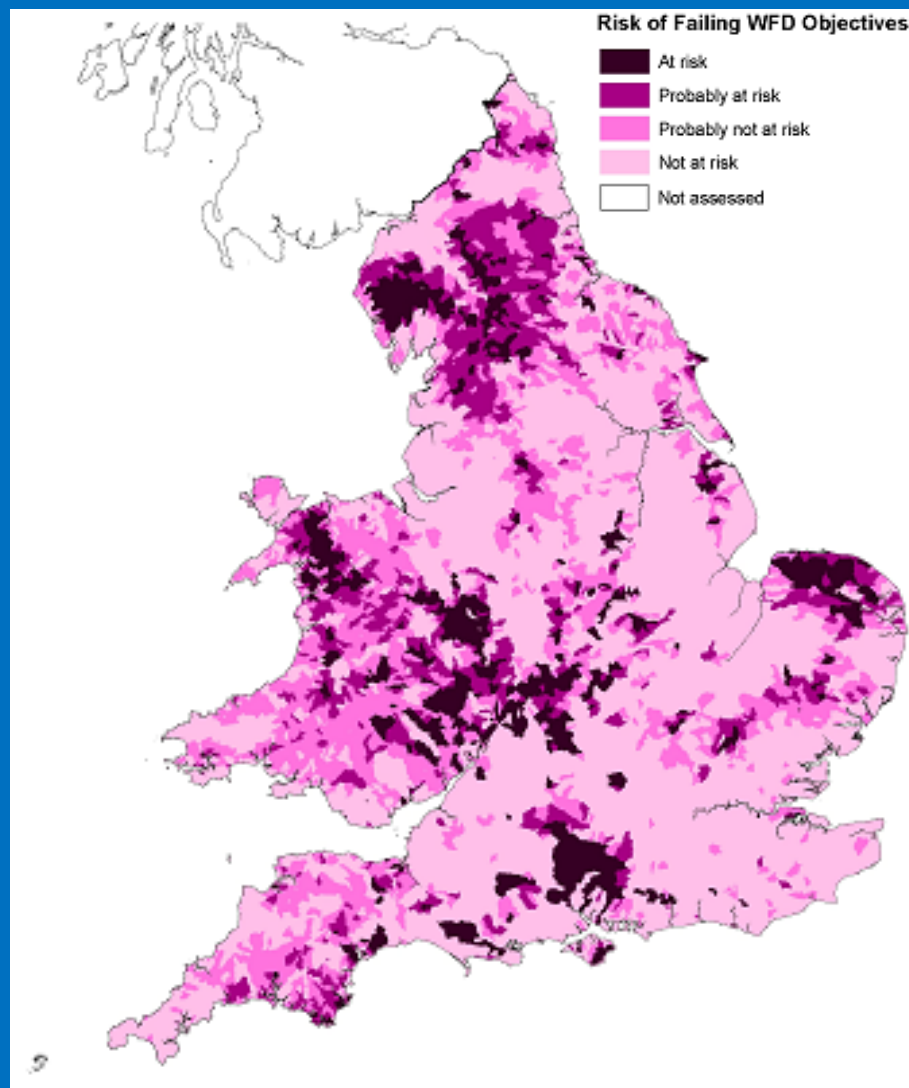 Risk of Failing WFD Objectives
At risk
Probably at risk
Probably not at risk
Not at risk
Not assessed